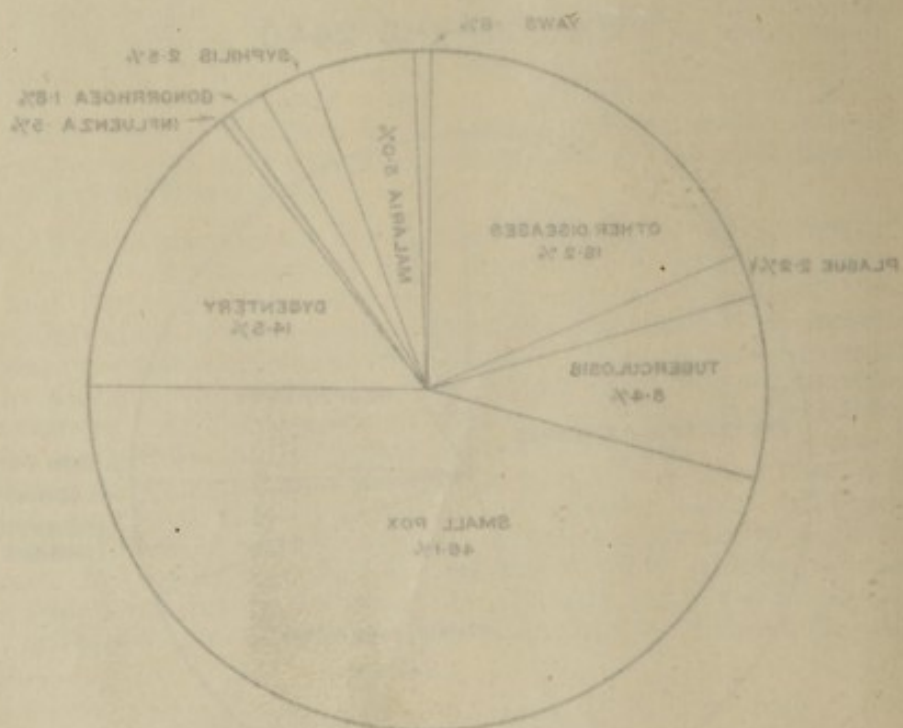 YAWS ·8%
SYPHILIS 2·5%
GONORRHOEA 1·8%
INFLUENZA ·5%
MALARIA 5·0%
OTHER DISEASES
18·2%
PLAGUE 2·2%
DYSENTERY
14·5%
TUBERCULOSIS
8·4%
SMALL POX
46·1%